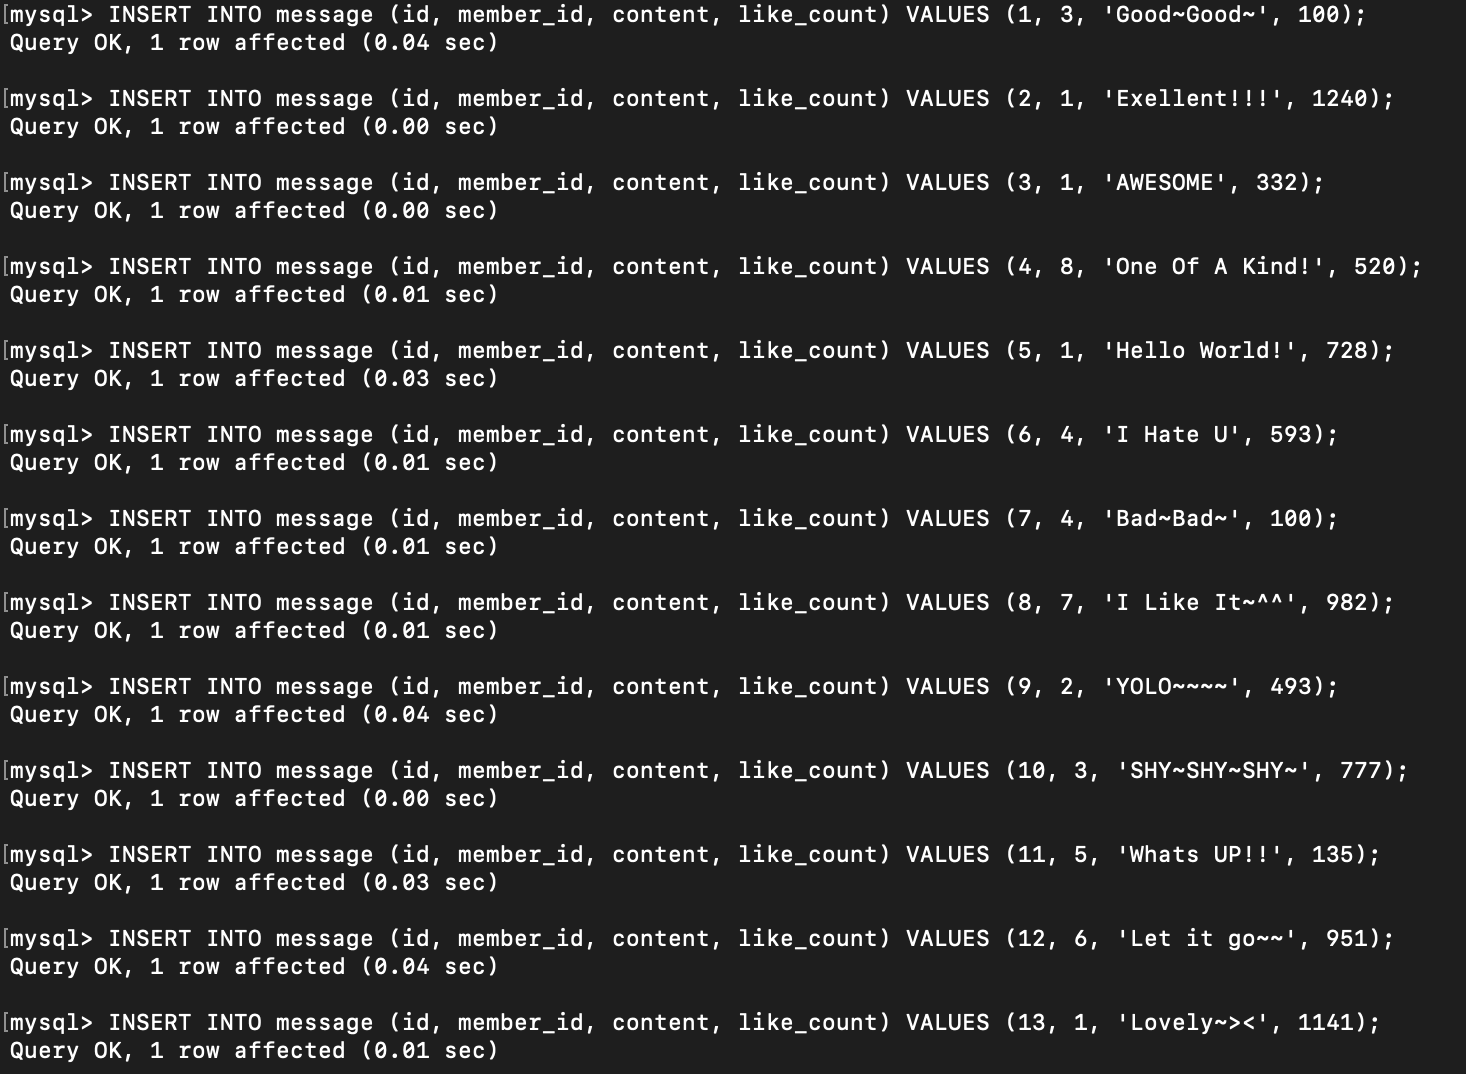 [mysql> INSERT INTO message (id, member_id, content, like_count) VALUES (1, 3, 'Good~Good~', 100);
Query OK, 1 row affected (0.04 sec)
[mysql> INSERT INTO message (id, member_id, content, like_count) VALUES (2, 1, 'Exellent!!!', 1240);
Query OK, 1 row affected (0.00 sec)
[mysql> INSERT INTO message (id, member_id, content, like_count) VALUES (3, 1, 'AWESOME', 332);
Query OK, 1 row affected (0.00 sec)
[mysql> INSERT INTO message (id, member_id, content, like_count) VALUES (4, 8, 'One Of A Kind!', 520);
Query OK, 1 row affected (0.01 sec)
[mysql> INSERT INTO message (id, member_id, content, like_count) VALUES (5, 1, 'Hello World!', 728);
Query OK, 1 row affected (0.03 sec)
[mysql> INSERT INTO message (id, member_id, content, like_count) VALUES (6, 4, 'I Hate U', 593);
Query OK, 1 row affected (0.01 sec)
[mysql> INSERT INTO message (id, member_id, content, like_count) VALUES (7, 4, 'Bad~Bad~', 100);
Query OK, 1 row affected (0.01 sec)
[mysql> INSERT INTO message (id, member_id, content, like_count) VALUES (8, 7, 'I Like It~^^', 982);
Query OK, 1 row affected (0.01 sec)
[mysql> INSERT INTO message (id, member_id, content, like_count) VALUES (9, 2, 'YOLO~~~~', 493);
Query OK, 1 row affected (0.04 sec)
[mysql> INSERT INTO message (id, member_id, content, like_count) VALUES (10, 3, 'SHY~SHY~SHY~', 777);
Query OK, 1 row affected (0.00 sec)
[mysql> INSERT INTO message (id, member_id, content, like_count) VALUES (11, 5, 'Whats UP!!', 135);
Query OK, 1 row affected (0.03 sec)
[mysql> INSERT INTO message (id, member_id, content, like_count) VALUES (12, 6, 'Let it go~~', 951);
Query OK, 1 row affected (0.04 sec)
[mysql> INSERT INTO message (id, member_id, content, like_count) VALUES (13, 1, 'Lovely~><', 1141);
Query OK, 1 row affected (0.01 sec)